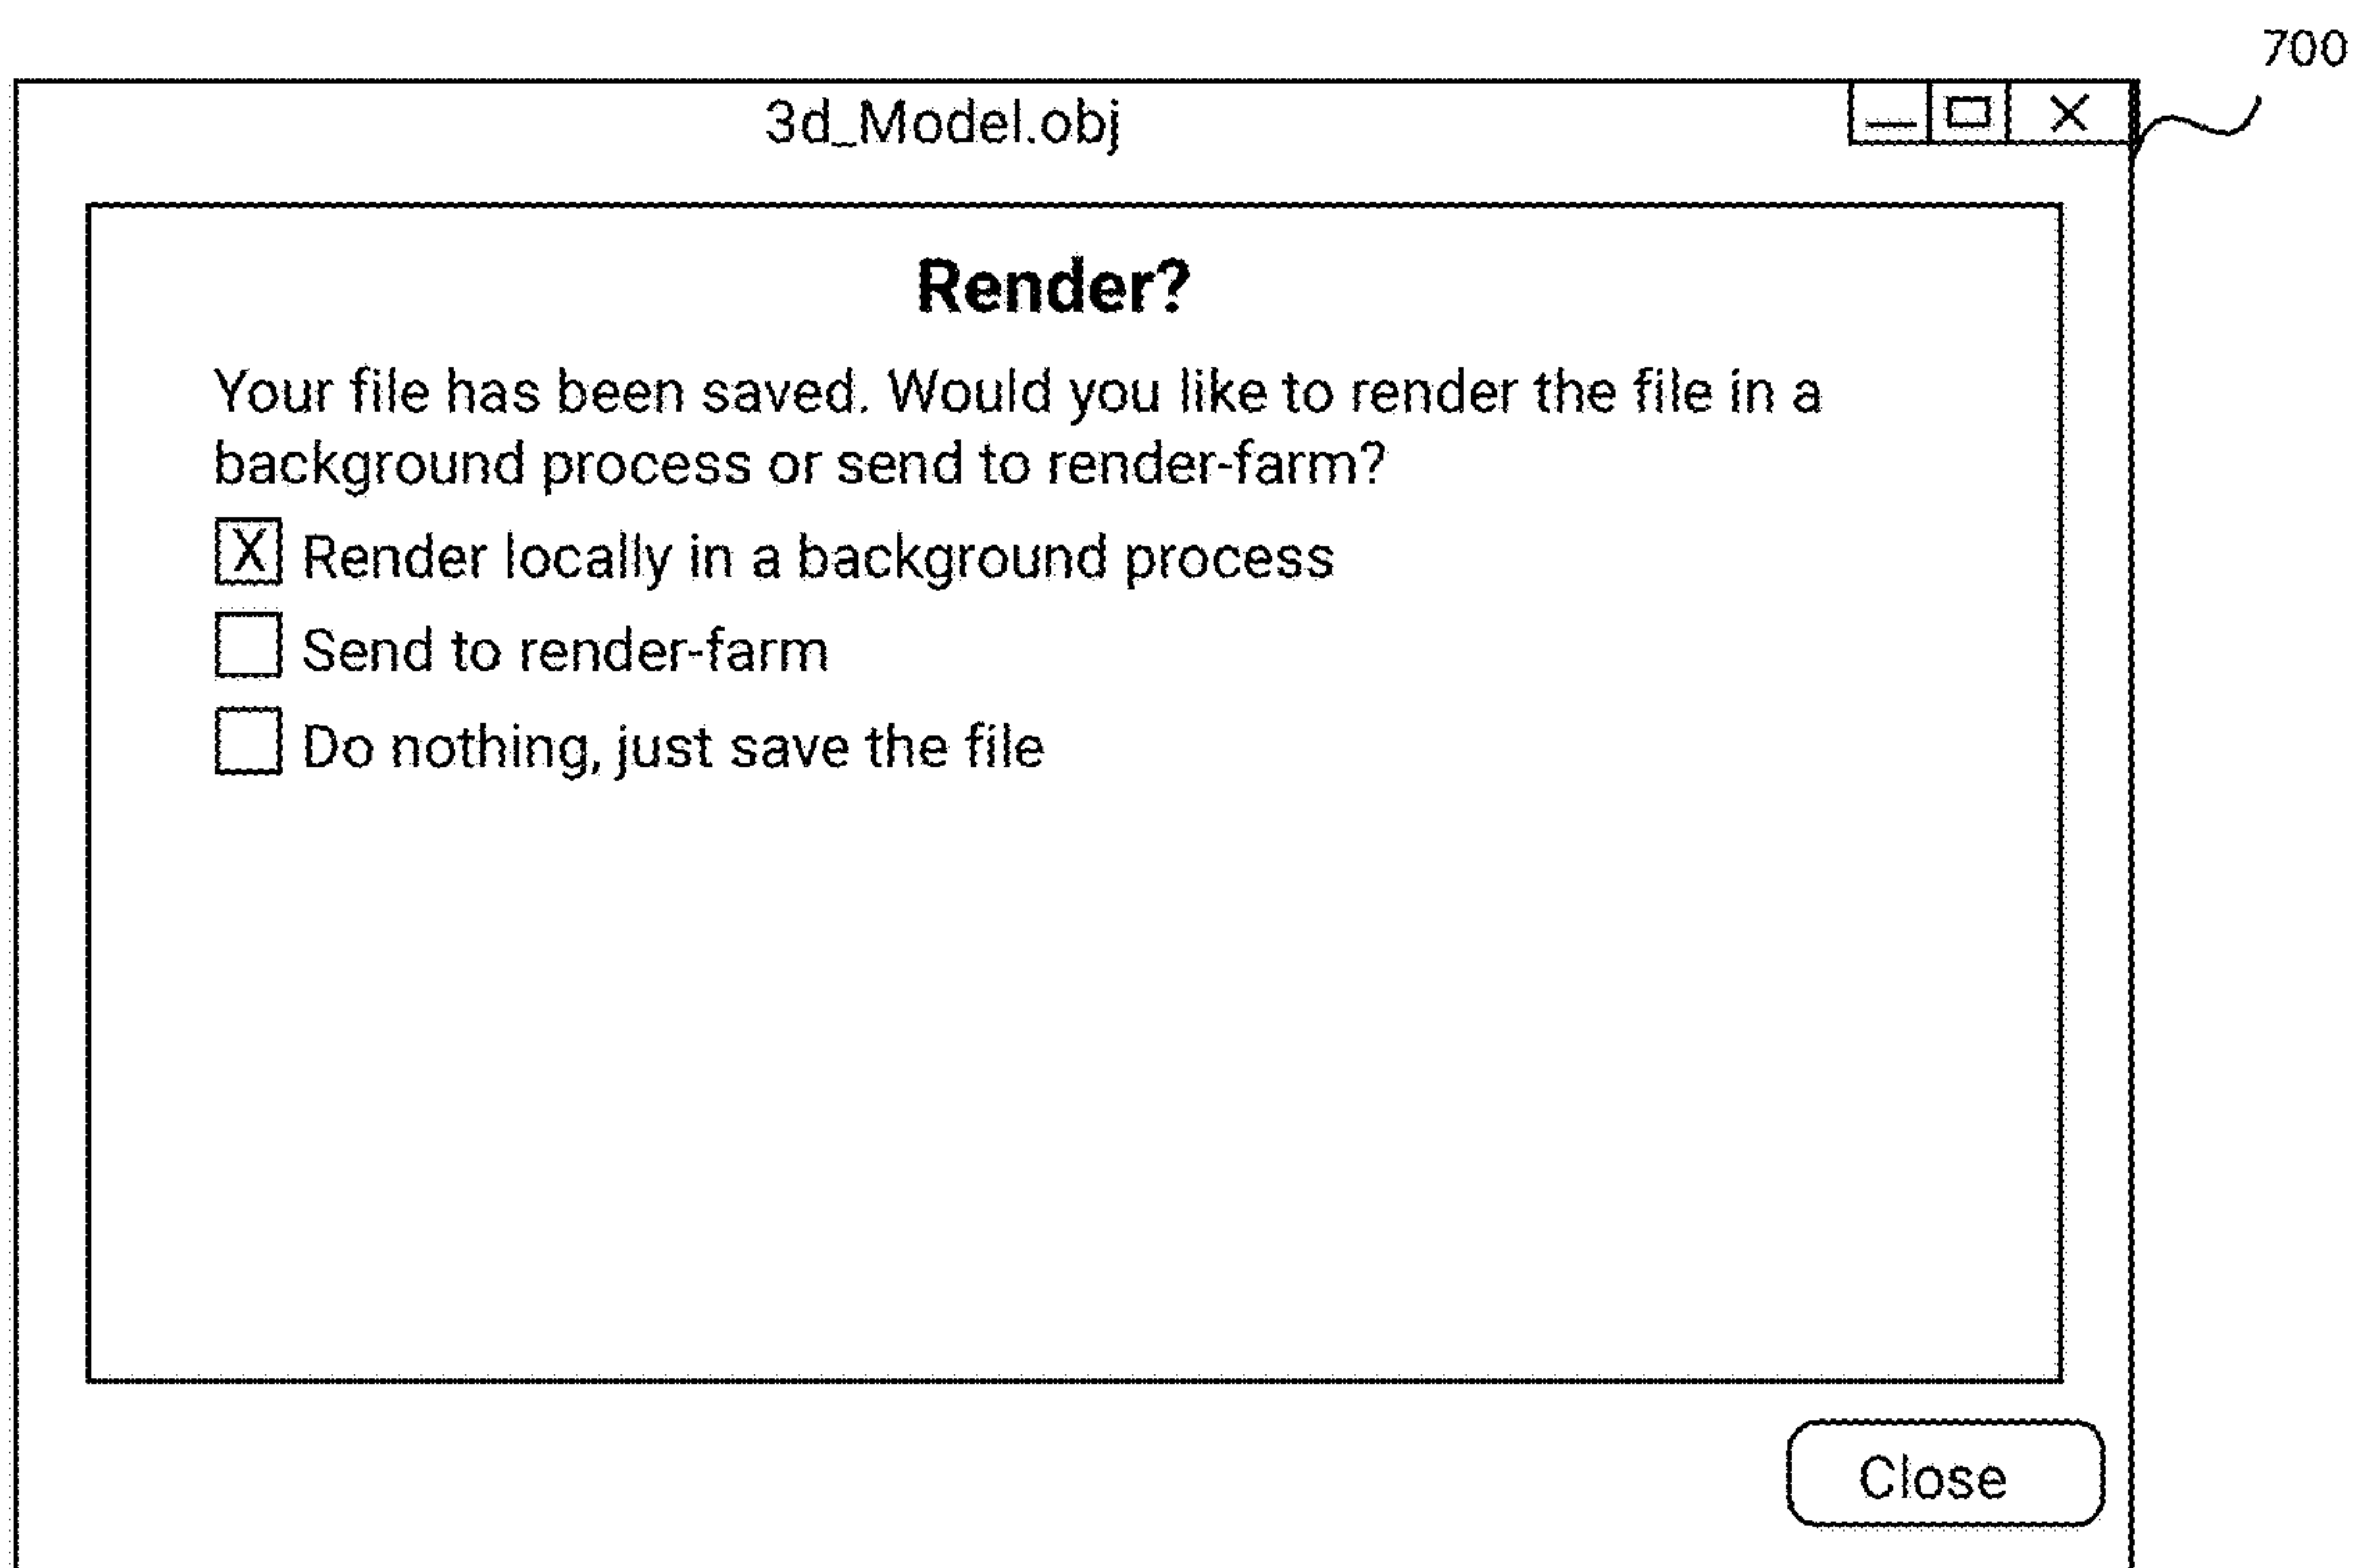 700
3d_Model.obj
Render?
Your file has been saved. Would you like to render the file in a
background process or send to render-farm?
X Render locally in a background process
Send to render-farm
Do nothing, just save the file
Close